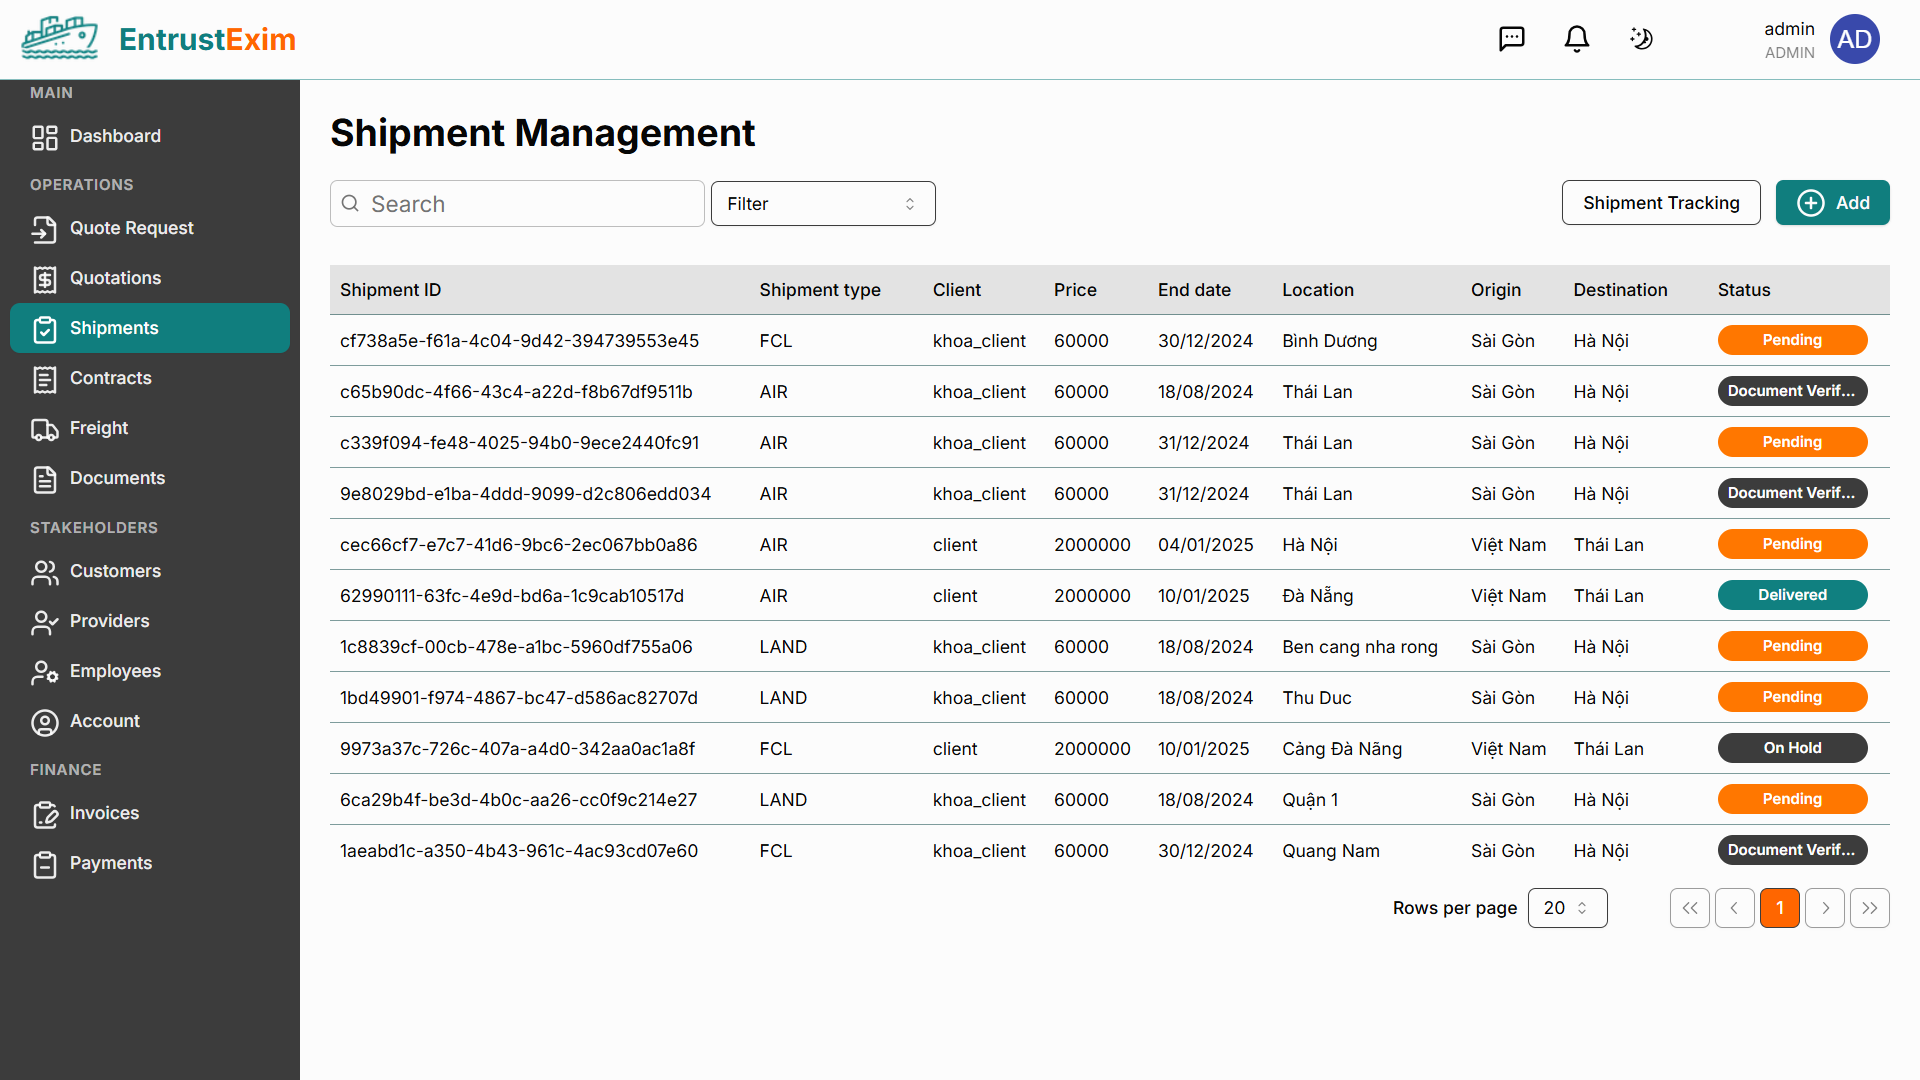 EntrustExim
admin
ADMIN
AD
MAIN
Dashboard
OPERATIONS
Quote Request
Quotations
Shipments
Contracts
Freight
Documents
STAKEHOLDERS
Customers
Providers
Employees
Account
FINANCE
Invoices
Payments
Shipment Management
Search
Filter
Shipment Tracking
Add
Shipment ID Shipment type Client Price End date Location Origin Destination Status
cf738a5e-f61a-4c04-9d42-394739553e45 FCL khoa_client 60000 30/12/2024 Bình Dương Sài Gòn Hà Nội Pending
c65b90dc-4f66-43c4-a22d-f8b67df9511b AIR khoa_client 60000 18/08/2024 Thái Lan Sài Gòn Hà Nội Document Verif...
c339f094-fe48-4025-94b0-9ece2440fc91 AIR khoa_client 60000 31/12/2024 Thái Lan Sài Gòn Hà Nội Pending
9e8029bd-e1ba-4ddd-9099-d2c806edd034 AIR khoa_client 60000 31/12/2024 Thái Lan Sài Gòn Hà Nội Document Verif...
cec66cf7-e7c7-41d6-9bc6-2ec067bb0a86 AIR client 2000000 04/01/2025 Hà Nội Việt Nam Thái Lan Pending
62990111-63fc-4e9d-bd6a-1c9cab10517d AIR client 2000000 10/01/2025 Đà Nẵng Việt Nam Thái Lan Delivered
1c8839cf-00cb-478e-a1bc-5960df755a06 LAND khoa_client 60000 18/08/2024 Ben cang nha rong Sài Gòn Hà Nội Pending
1bd49901-f974-4867-bc47-d586ac82707d LAND khoa_client 60000 18/08/2024 Thu Duc Sài Gòn Hà Nội Pending
9973a37c-726c-407a-a4d0-342aa0ac1a8f FCL client 2000000 10/01/2025 Cảng Đà Nãng Việt Nam Thái Lan On Hold
6ca29b4f-be3d-4b0c-aa26-cc0f9c214e27 LAND khoa_client 60000 18/08/2024 Quận 1 Sài Gòn Hà Nội Pending
1aeabd1c-a350-4b43-961c-4ac93cd07e60 FCL khoa_client 60000 30/12/2024 Quang Nam Sài Gòn Hà Nội Document Verif...
Rows per page 20 1